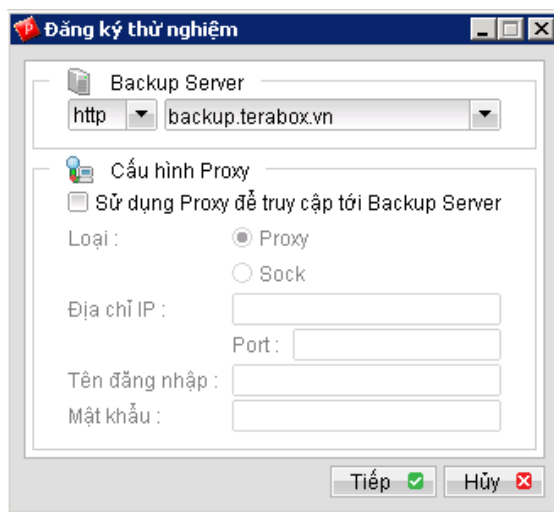 Đăng ký thử nghiệm
Backup Server
http backup.terabox.vn
Cấu hình Proxy
Sử dụng Proxy để truy cập tới Backup Server
Loại : Proxy
Sock
Địa chỉ IP :
Port :
Tên đăng nhập :
Mật khẩu :
Tiếp Hủy